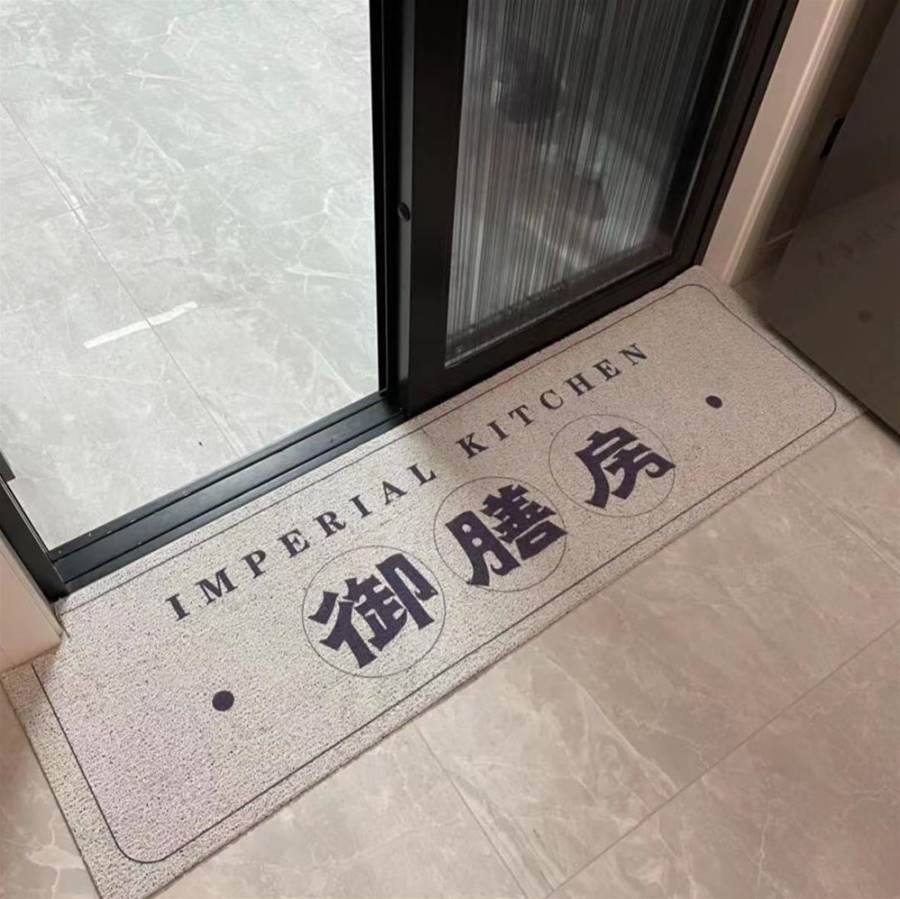 IMPERIAL KITCHEN
御膳房